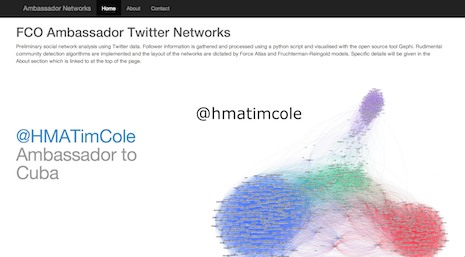 Ambassador Networks Home About Contact
FCO Ambassador Twitter Networks
Preliminary social network analysis using Twitter data. Follower information is gathered and processed using a python script and visualised with the open source tool Gephi. Rudimental
community detection algorithms are implemented and the layout of the networks are dictated by Force Atlas and Fruchterman-Reingold models. Specific details will be given in the
About section which is linked to at the top of the page.
@hmatimcole
@HMATimCole
Ambassador to
Cuba